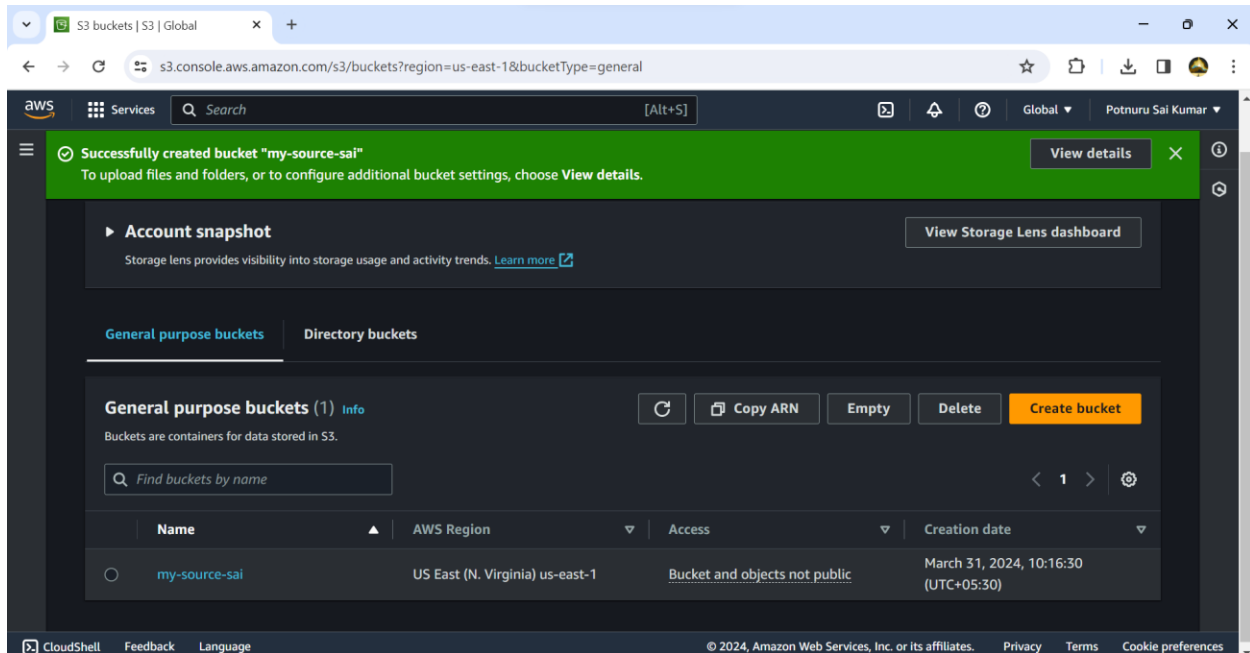 S3 buckets | S3 | Global
s3.console.aws.amazon.com/s3/buckets?region=us-east-1&bucketType=general
aws Services Search [Alt+S] Global Potnuru Sai Kumar
Successfully created bucket "my-source-sai"
To upload files and folders, or to configure additional bucket settings, choose View details.
View details
Account snapshot
View Storage Lens dashboard
Storage lens provides visibility into storage usage and activity trends. Learn more
General purpose buckets Directory buckets
General purpose buckets (1) Info
Copy ARN Empty Delete Create bucket
Buckets are containers for data stored in S3.
Find buckets by name
1
Name AWS Region Access Creation date
my-source-sai US East (N. Virginia) us-east-1 Bucket and objects not public March 31, 2024, 10:16:30
(UTC+05:30)
CloudShell Feedback Language © 2024, Amazon Web Services, Inc. or its affiliates. Privacy Terms Cookie preferences